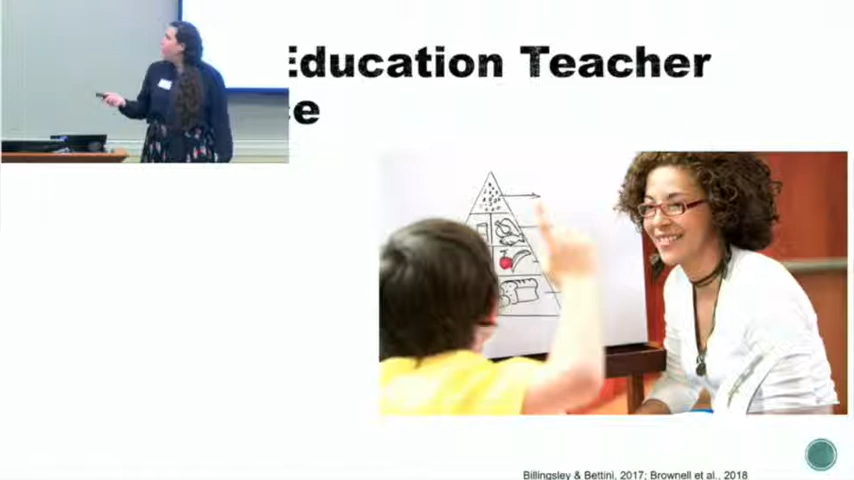 Education Teacher
e
Billingsley & Bettini, 2017; Brownell et al., 2018